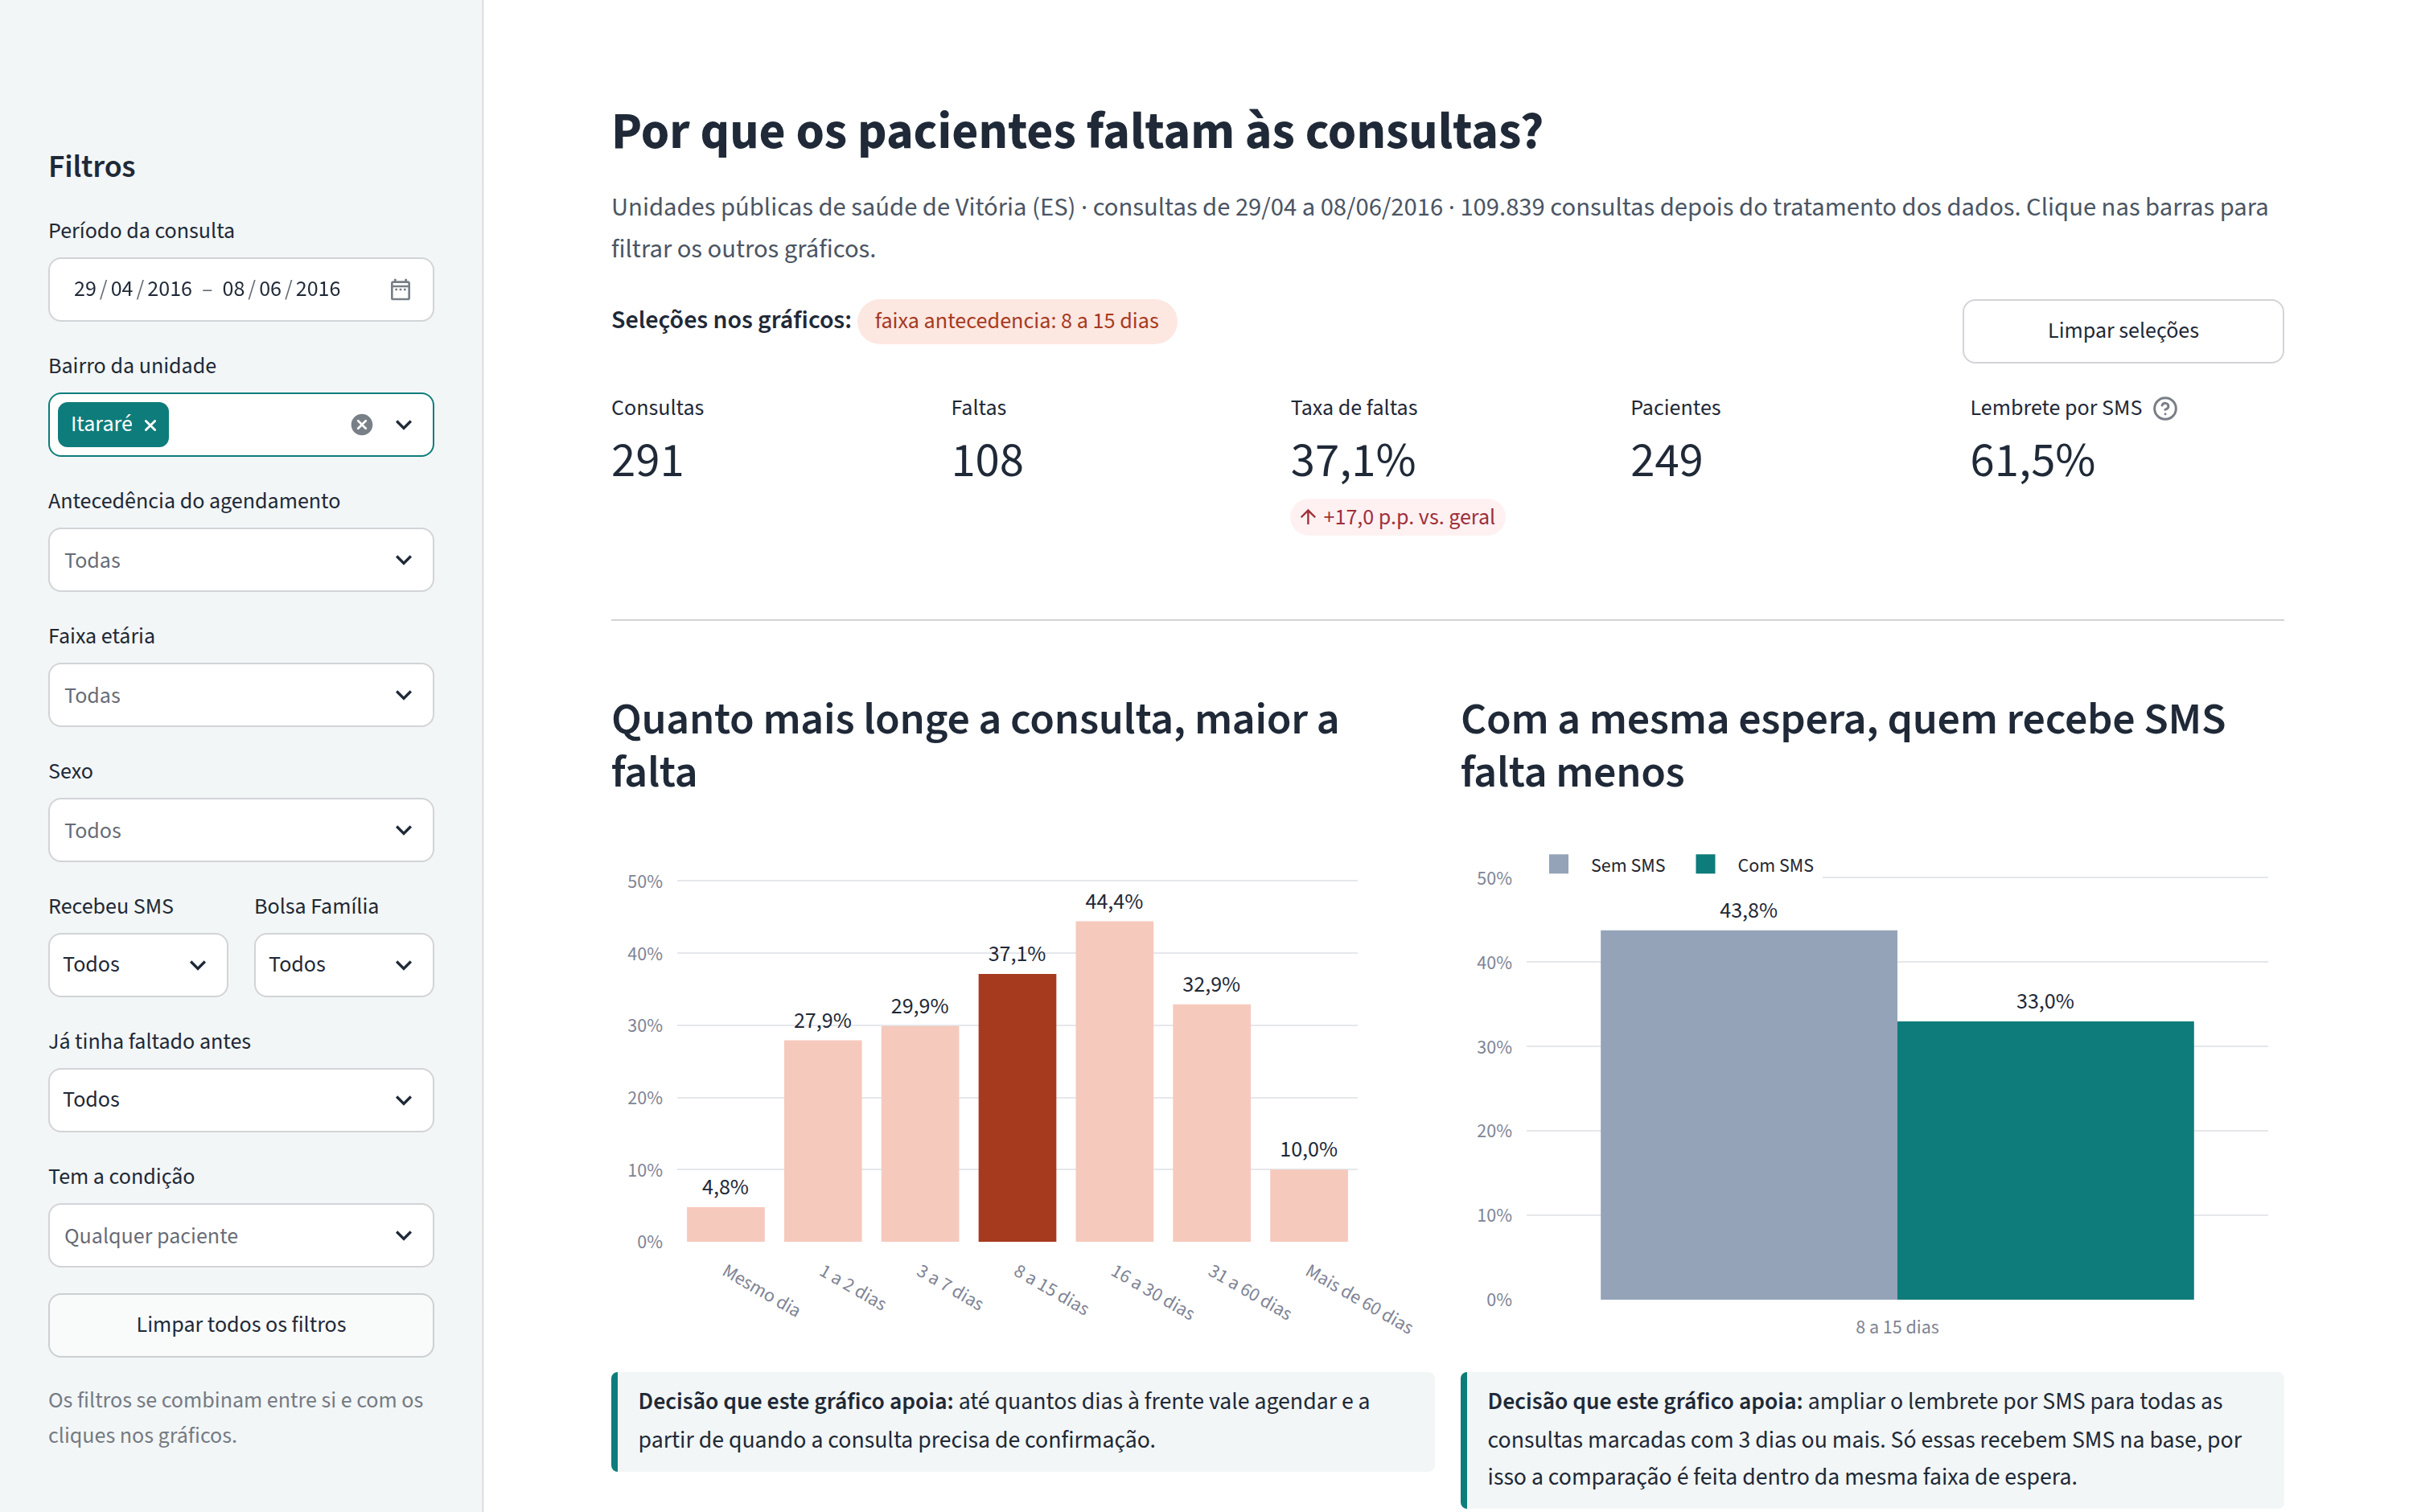 Filtros
Período da consulta
29 / 04 / 2016 – 08 / 06 / 2016
Bairro da unidade
Itararé
Antecedência do agendamento
Todas
Faixa etária
Todas
Sexo
Todos
Recebeu SMS
Bolsa Família
Todos
Todos
Já tinha faltado antes
Todos
Tem a condição
Qualquer paciente
Limpar todos os filtros
Os filtros se combinam entre si e com os
cliques nos gráficos.
Por que os pacientes faltam às consultas?
Unidades públicas de saúde de Vitória (ES) · consultas de 29/04 a 08/06/2016 · 109.839 consultas depois do tratamento dos dados. Clique nas barras para
filtrar os outros gráficos.
Seleções nos gráficos: faixa antecedencia: 8 a 15 dias
Limpar seleções
Consultas
291
Faltas
108
Taxa de faltas
37,1%
↑ +17,0 p.p. vs. geral
Pacientes
249
Lembrete por SMS
61,5%
Quanto mais longe a consulta, maior a
falta
50%
40%
30%
20%
10%
0%
4,8%
27,9%
29,9%
37,1%
44,4%
32,9%
10,0%
Mesmo dia
1 a 2 dias
3 a 7 dias
8 a 15 dias
16 a 30 dias
31 a 60 dias
Mais de 60 dias
Decisão que este gráfico apoia: até quantos dias à frente vale agendar e a
partir de quando a consulta precisa de confirmação.
Com a mesma espera, quem recebe SMS
falta menos
Sem SMS
Com SMS
50%
40%
30%
20%
10%
0%
43,8%
33,0%
8 a 15 dias
Decisão que este gráfico apoia: ampliar o lembrete por SMS para todas as
consultas marcadas com 3 dias ou mais. Só essas recebem SMS na base, por
isso a comparação é feita dentro da mesma faixa de espera.